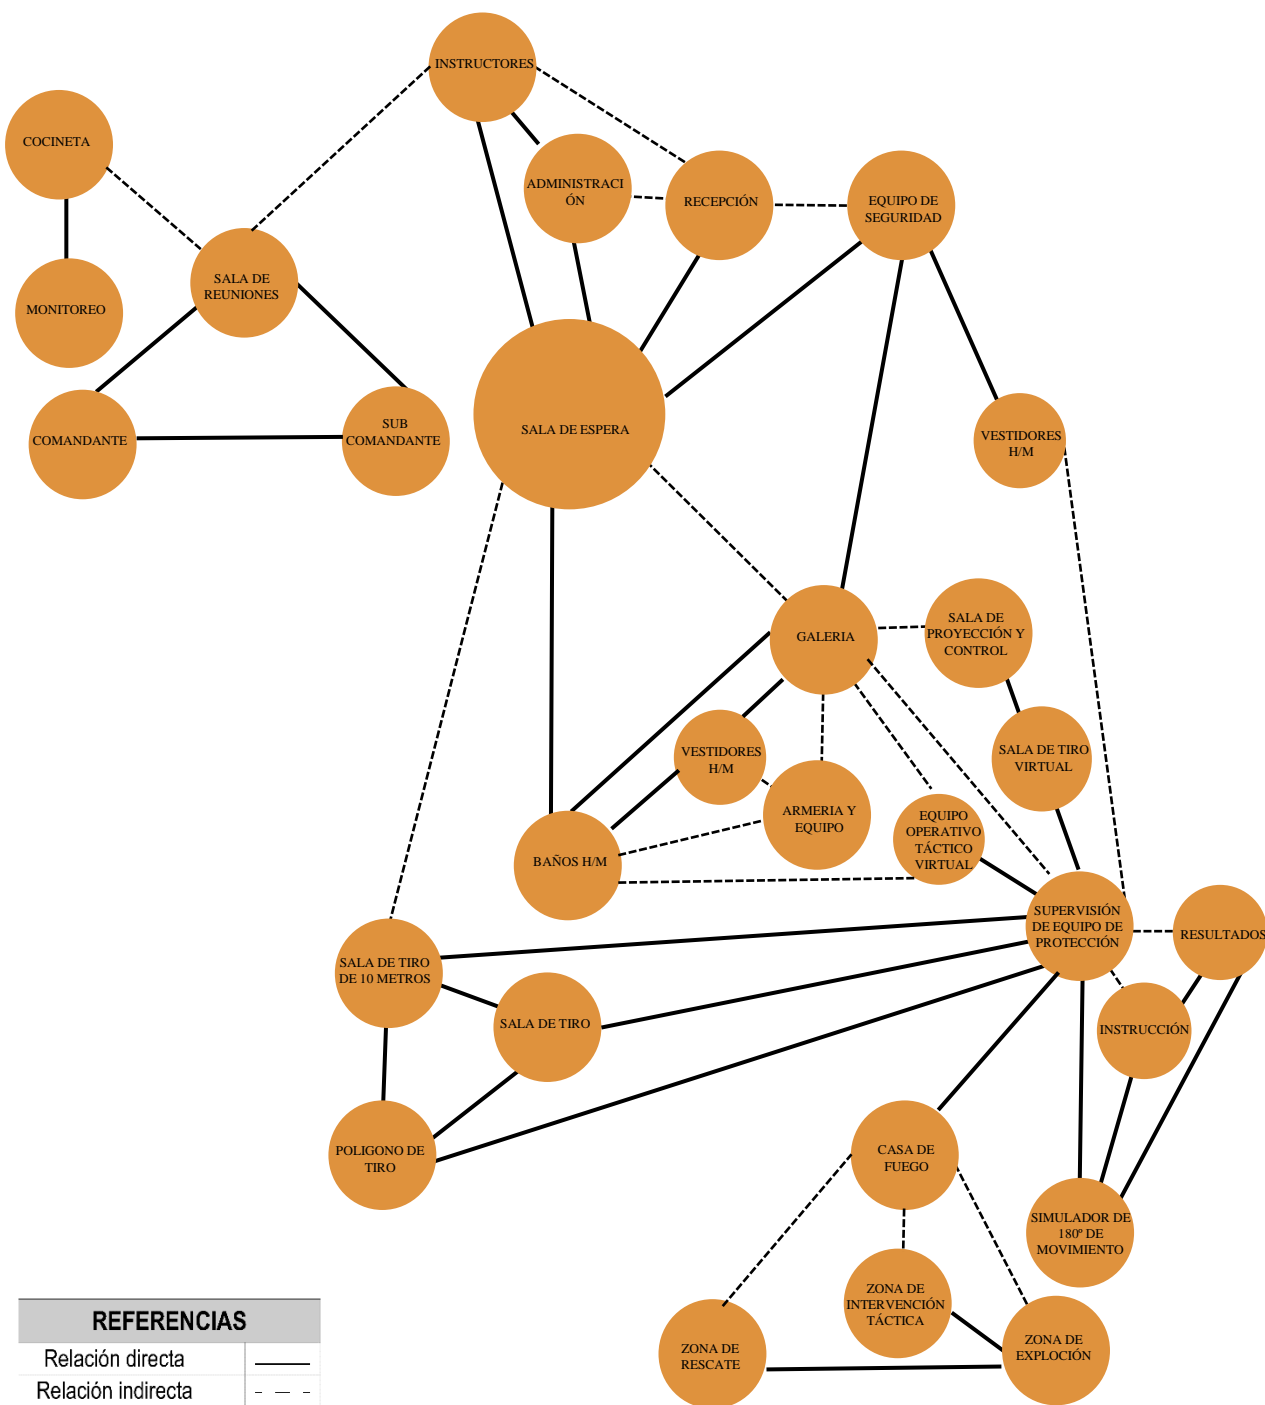 INSTRUCTORES
COCINETA
ADMINISTRACI
ÓN
RECEPCIÓN
EQUIPO DE
SEGURIDAD
SALA DE
REUNIONES
MONITOREO
COMANDANTE
SUB
COMANDANTE
SALA DE ESPERA
VESTIDORES
H/M
GALERIA
SALA DE
PROYECCIÓN Y
CONTROL
VESTIDORES
H/M
SALA DE TIRO
VIRTUAL
ARMERIA Y
EQUIPO
EQUIPO
OPERATIVO
TÁCTICO
VIRTUAL
BAÑOS H/M
SUPERVISIÓN
DE EQUIPO DE
PROTECCIÓN
RESULTADOS
SALA DE TIRO
DE 10 METROS
SALA DE TIRO
INSTRUCCIÓN
POLIGONO DE
TIRO
CASA DE
FUEGO
SIMULADOR DE
180º DE
MOVIMIENTO
ZONA DE
INTERVENCIÓN
TÁCTICA
ZONA DE
RESCATE
ZONA DE
EXPLOCIÓN
REFERENCIAS
Relación directa
Relación indirecta